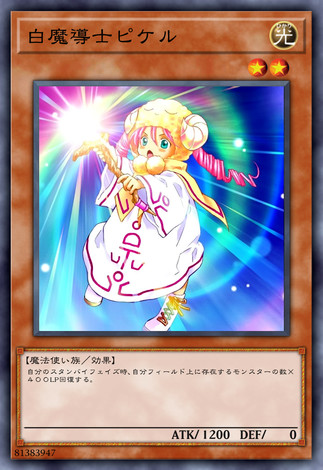 白魔導士ピケル
光
【魔法使い族／効果】
自分のスタンバイフェイズ時、自分フィールド上に存在するモンスターの数×
４００LP回復する。
ATK/ 1200 DEF/ 0
81383947